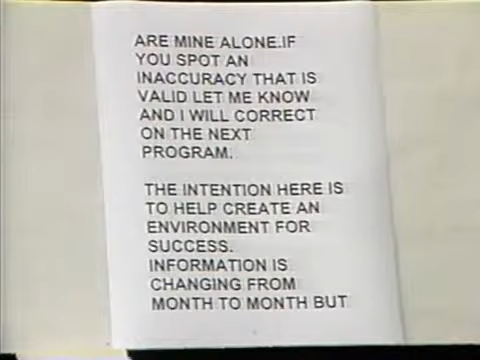 ARE MINE ALONE.IF
YOU SPOT AN
INACCURACY THAT IS
VALID LET ME KNOW
AND I WILL CORRECT
ON THE NEXT
PROGRAM.
THE INTENTION HERE IS
TO HELP CREATE AN
ENVIRONMENT FOR
SUCCESS.
INFORMATION IS
CHANGING FROM
MONTH TO MONTH BUT